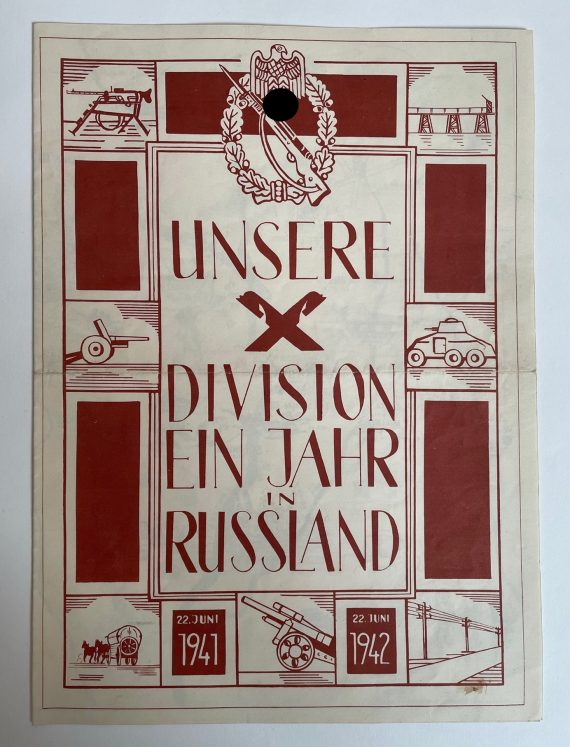 UNSERE
DIVISION
EIN JAHR
IN
RUSSLAND
22. JUNI
1941
22. JUNI
1942